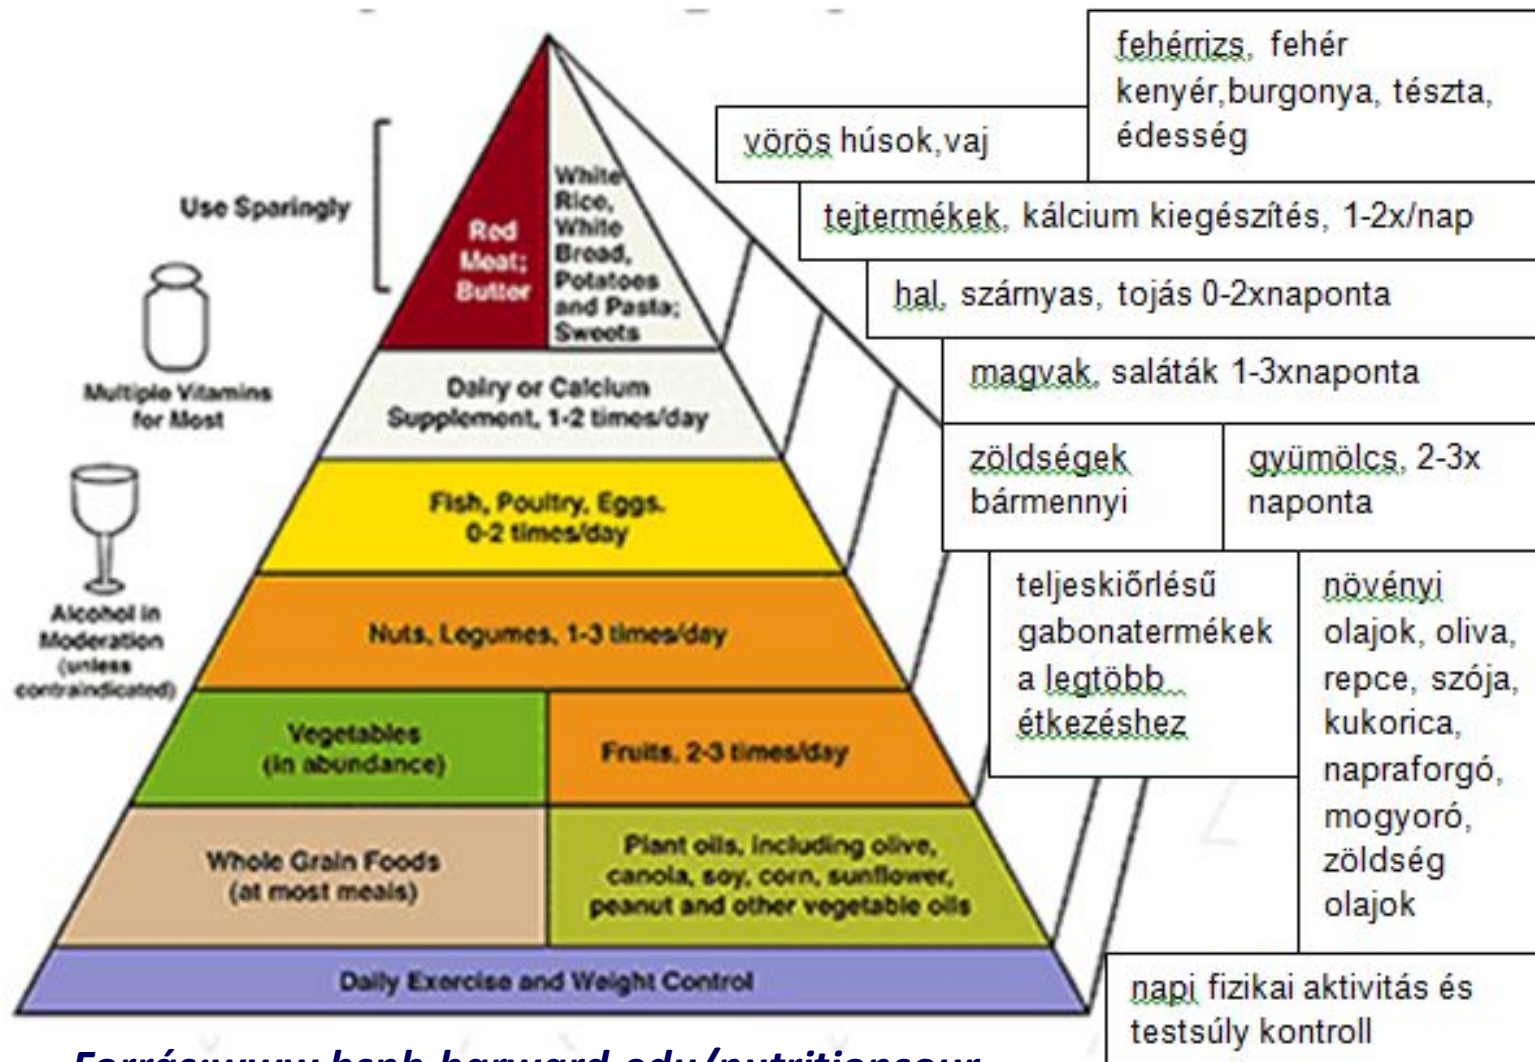 fehérrizs, fehér
kenyér,burgonya, tészta,
édesség
vörös húsok,vaj
tejtermékek, kálcium kiegészítés, 1-2x/nap
hal, szárnyas, tojás 0-2xnaponta
magvak, saláták 1-3xnaponta
zöldségek
bármennyi
gyümölcs, 2-3x
naponta
teljeskiőrlésű
gabonatermékek
a legtöbb
étkezéshez
növényi
olajok, oliva,
repce, szója,
kukorica,
napraforgó,
mogyoró,
zöldség
olajok
napi fizikai aktivitás és
testsúly kontroll
Use Sparingly
Red
Meat;
Butter
White
Rice,
White
Bread,
Potatoes
and Pasta;
Sweets
Multiple Vitamins
for Most
Dairy or Calcium
Supplement, 1-2 times/day
Fish, Poultry, Eggs.
0-2 times/day
Alcohol in
Moderation
(unless
contraindicated)
Nuts, Legumes, 1-3 times/day
Vegetables
(in abundance)
Fruits, 2-3 times/day
Whole Grain Foods
(at most meals)
Plant oils, including olive,
canola, soy, corn, sunflower,
peanut and other vegetable oils
Daily Exercise and Weight Control